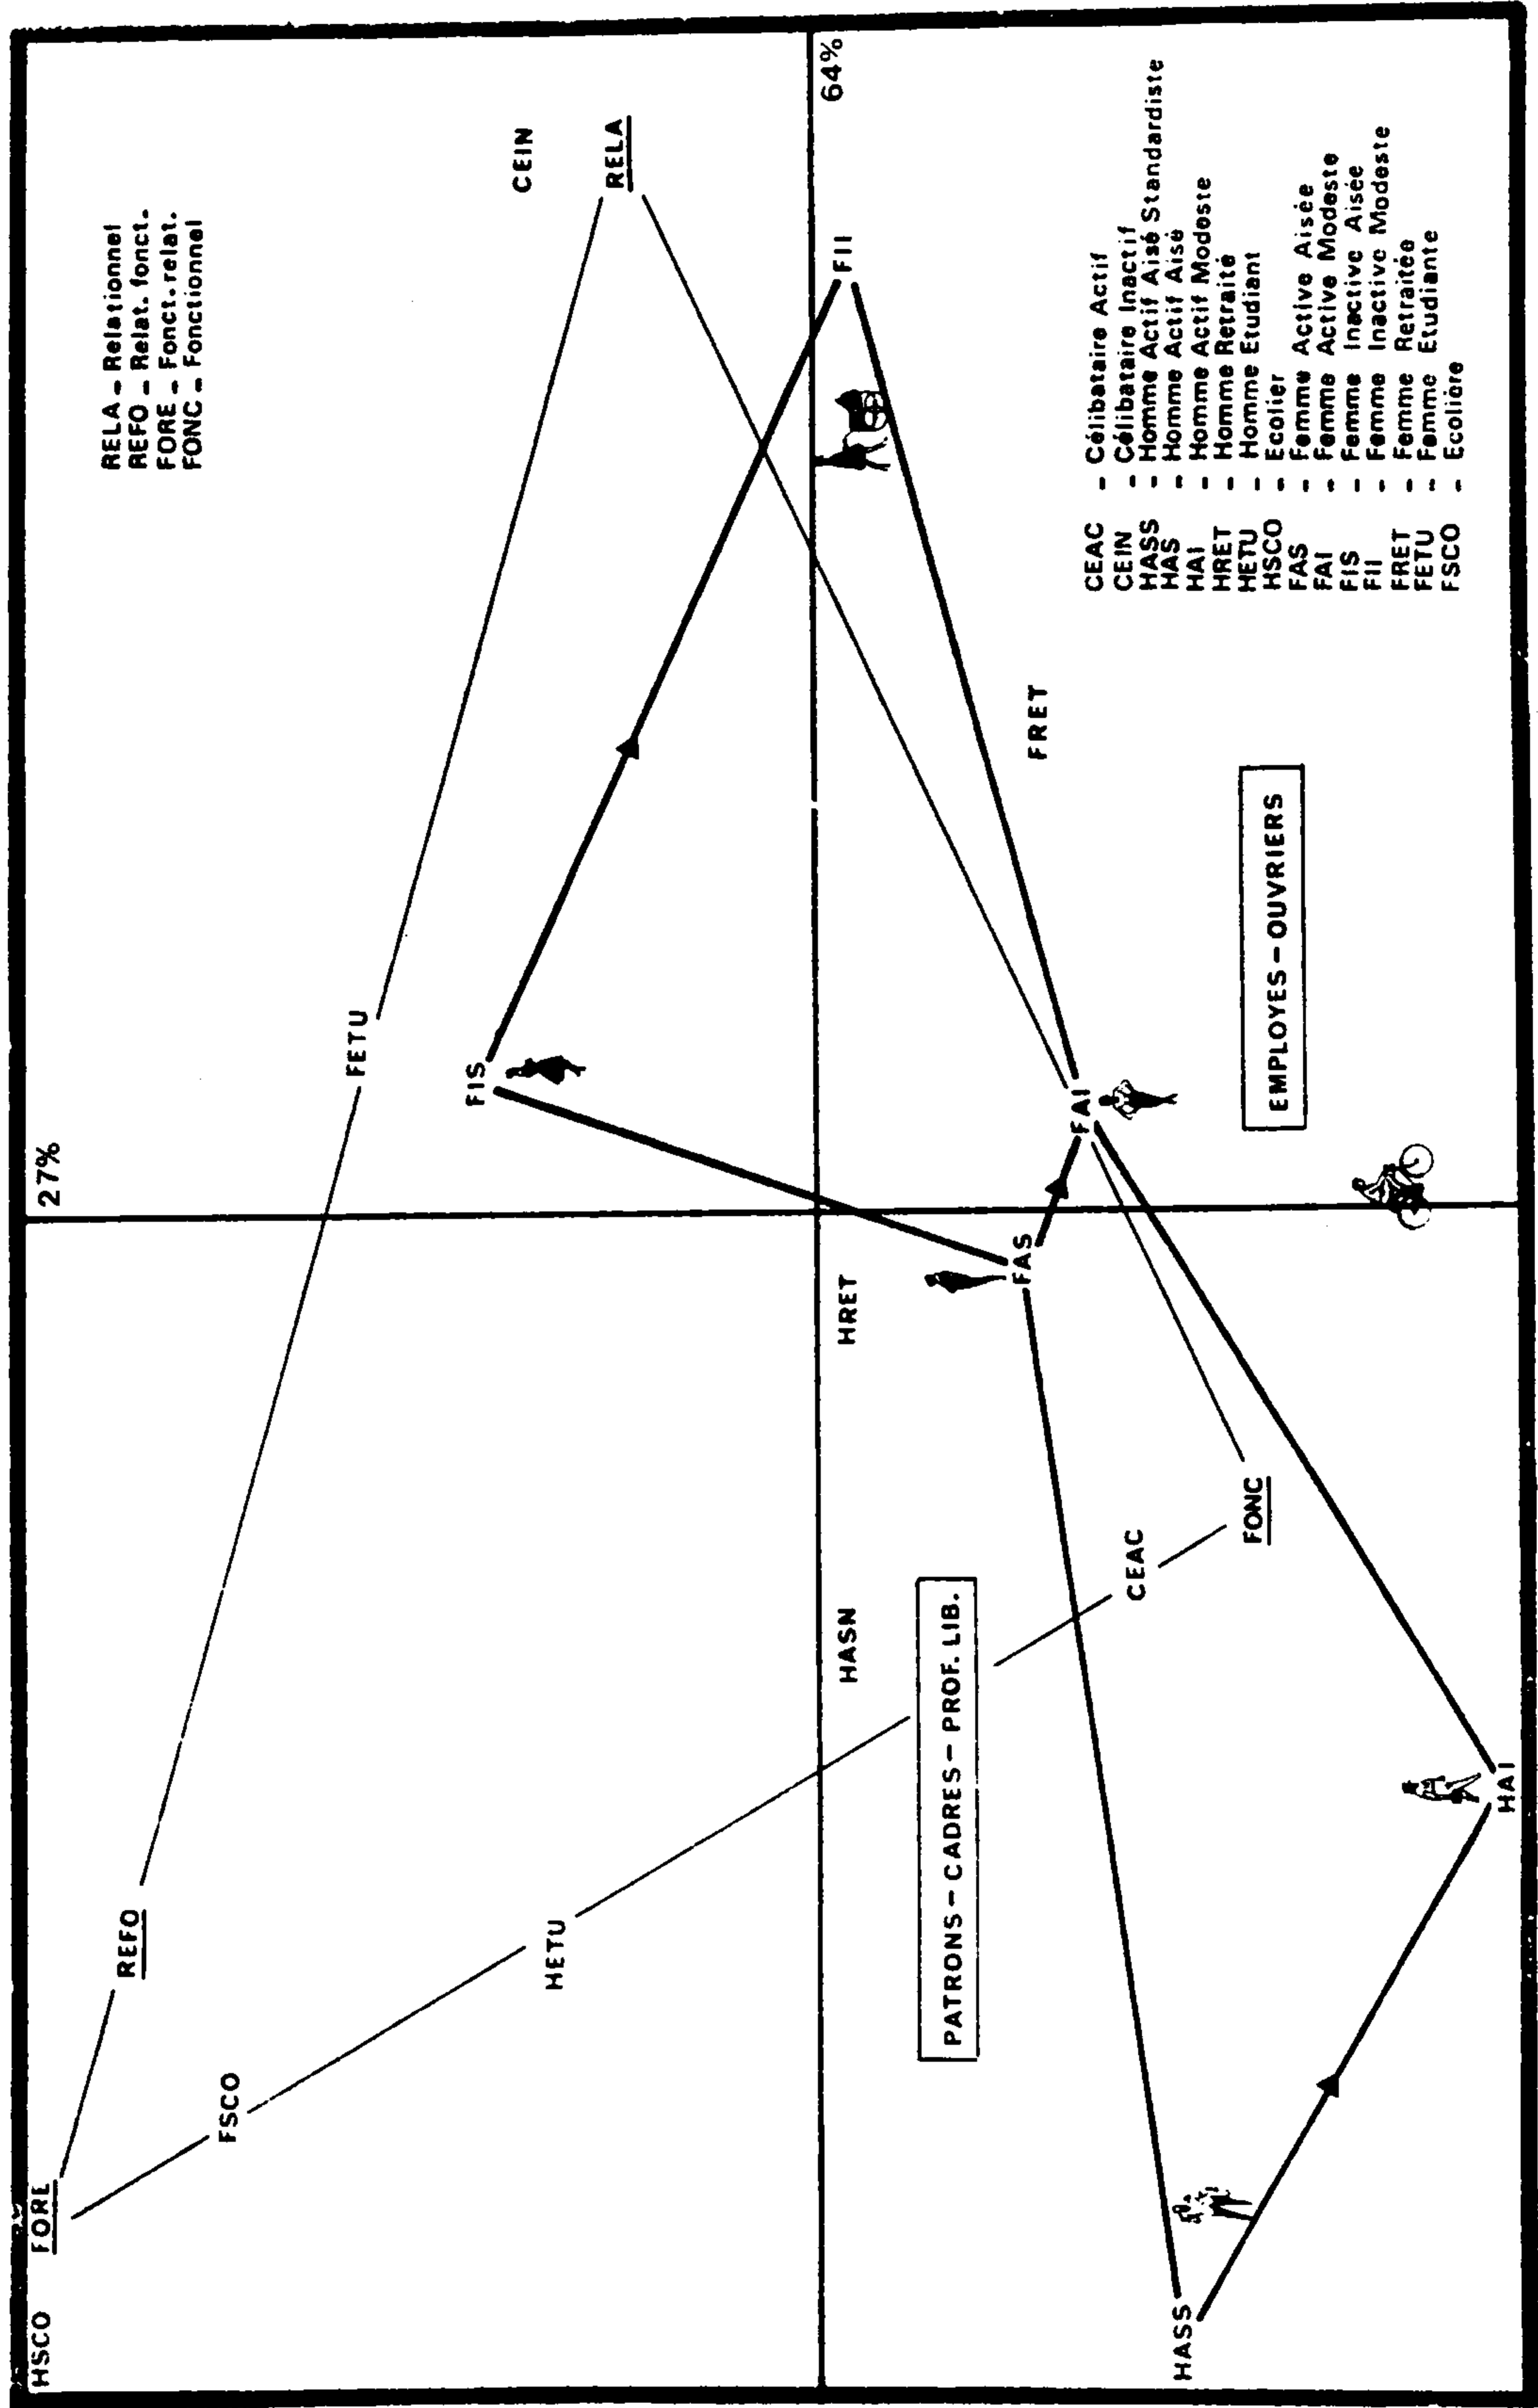 HSCO
FORE
REFO
FSCO
27%
FETU
FIS
HETU
CEIN
RELA
RELA – Relationnel
REFO – Relat. fonct.
FORE – Fonct. relat.
FONC – Fonctionnel
64%
FII
HASN
HRET
PATRONS – CADRES – PROF. LIB.
FAS
FRET
FAI
CEAC
HASS
FONC
EMPLOYES – OUVRIERS
HAI
CEAC – Célibataire Actif
CEIN – Célibataire Inactif
HASS – Homme Actif Aisé Standardiste
HAS – Homme Actif Aisé
HAI – Homme Actif Modeste
HRET – Homme Retraité
HETU – Homme Etudiant
HSCO – Ecolier
FAS – Femme Active Aisée
FAI – Femme Active Modeste
FIS – Femme Inactive Aisée
FII – Femme Inactive Modeste
FRET – Femme Retraitée
FETU – Femme Etudiante
FSCO – Ecolière